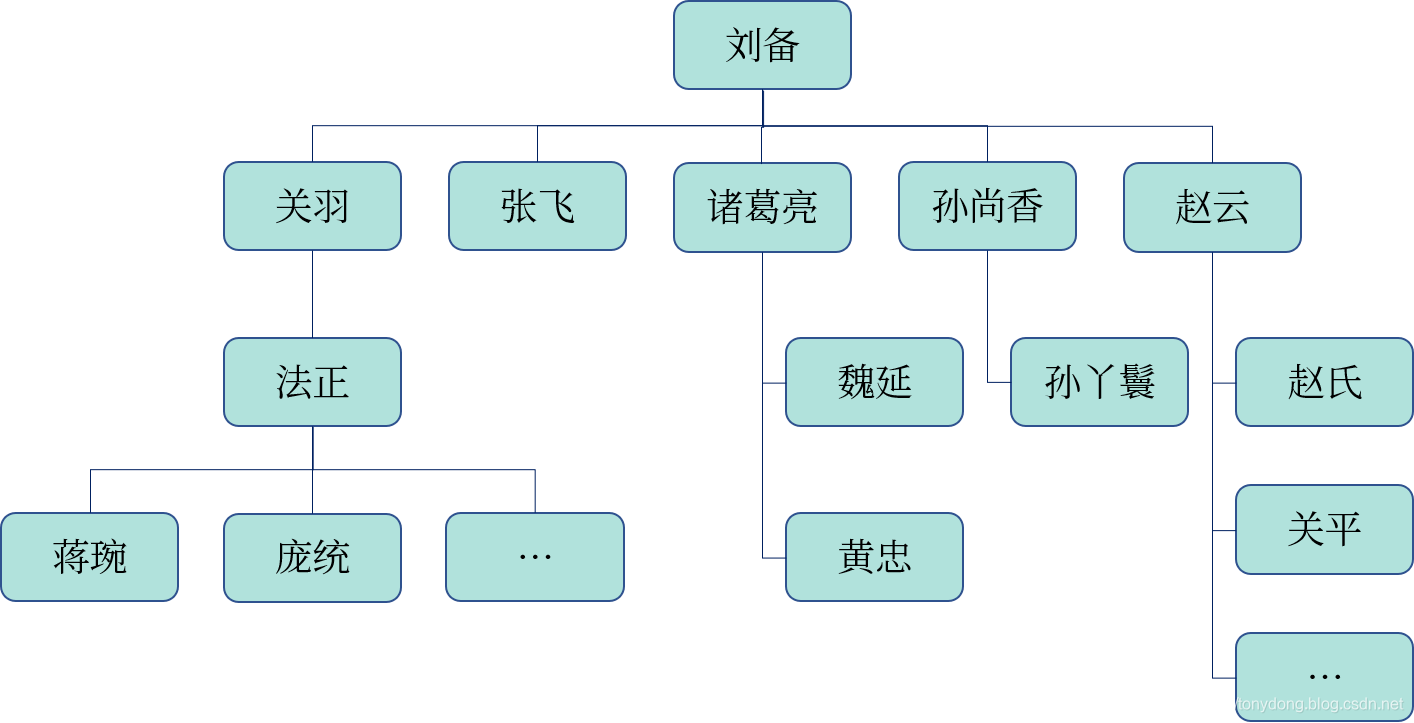 刘备
关羽
张飞
诸葛亮
孙尚香
赵云
法正
魏延
孙丫鬟
赵氏
关平
蒋琬
庞统
…
黄忠
…
tonydong.blog.csdn.net